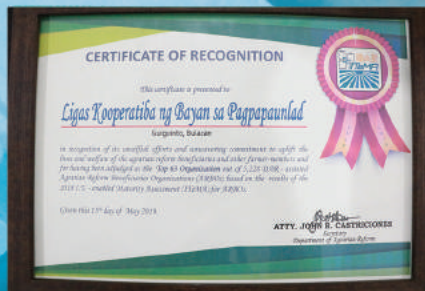 CERTIFICATE OF RECOGNITION
This certificate is presented to
Ligas Kooperatiba ng Bayan sa Pagpapaunlad
Guiguinto, Bulacan
in recognition of its unselfish efforts and unwavering commitment to uplift the
lives and welfare of the agrarian reform beneficiaries and other farmer-members and
for having been adjudged as the Top 63 Organization out of 5,228 DAR - assisted
Agrarian Reform Beneficiaries Organizations (ARBOs) based on the results of the
2018 I.T. - enabled Maturity Assessment (ITeMA) for ARBOs.
Given this 15th day of May 2019.
ATTY. JOHN R. CASTRICIONES
Secretary
Department of Agrarian Reform
ITeMA